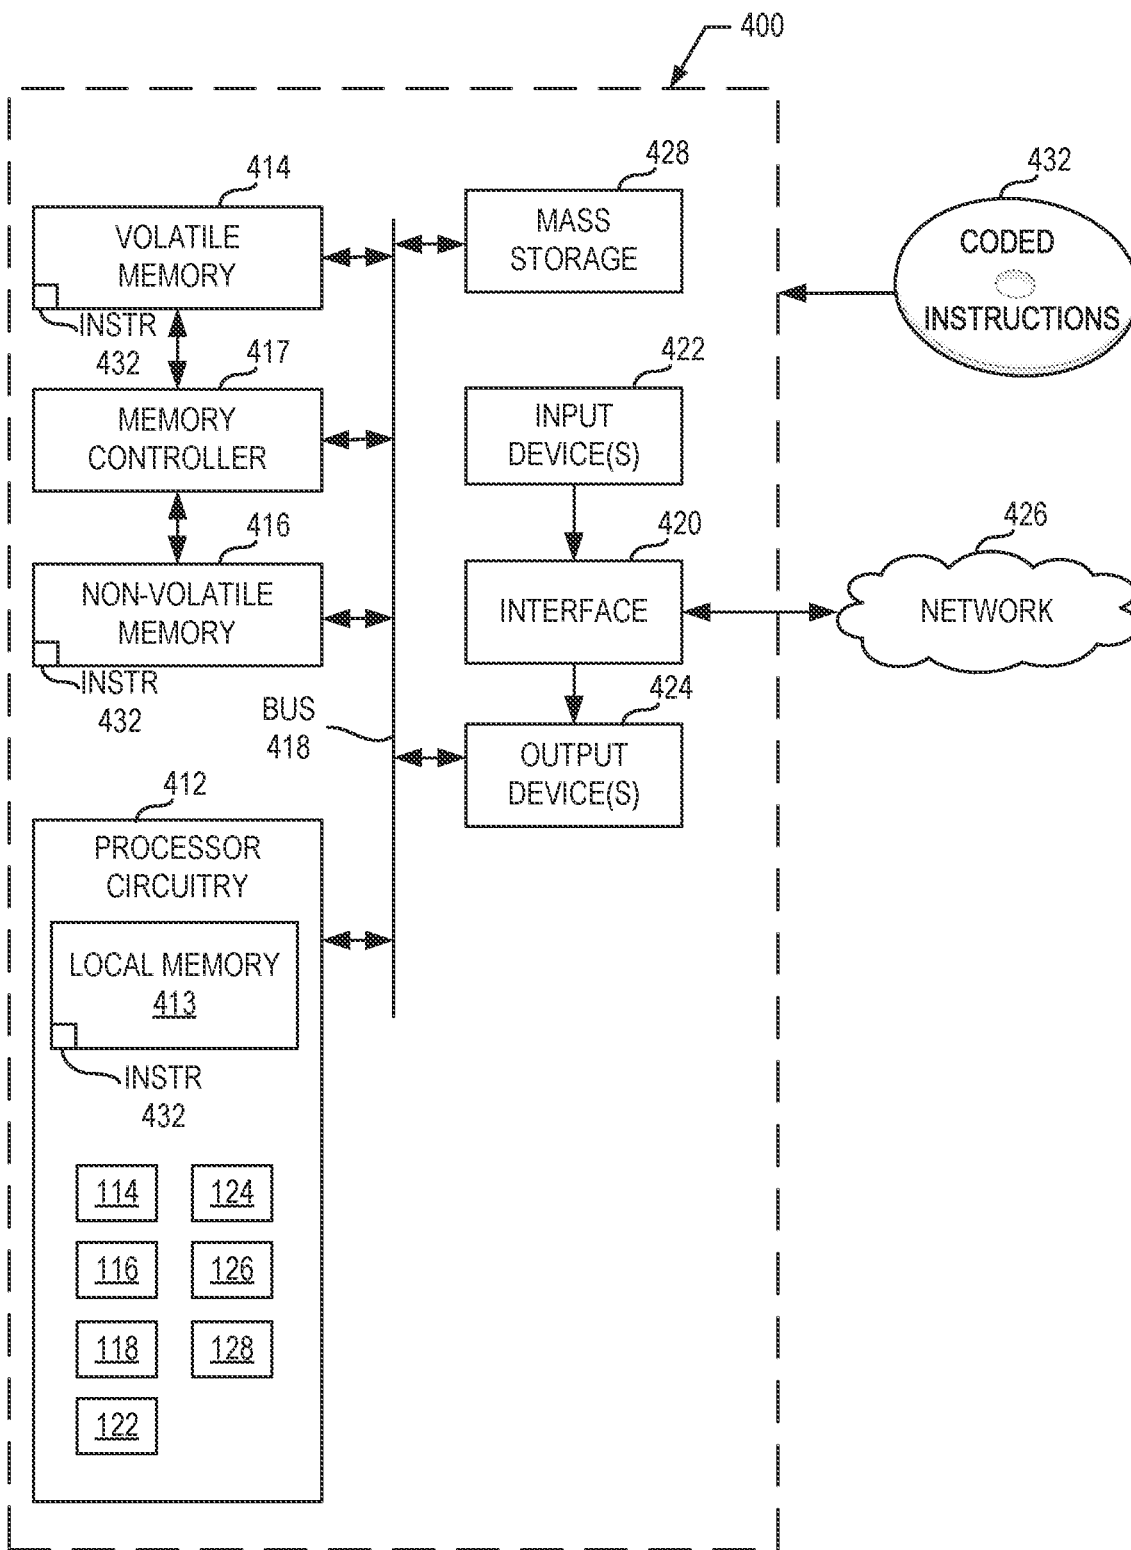 400
414
VOLATILE
MEMORY
INSTR
432
417
MEMORY
CONTROLLER
416
NON-VOLATILE
MEMORY
INSTR
432
BUS
418
412
PROCESSOR
CIRCUITRY
LOCAL MEMORY
413
INSTR
432
114
124
116
126
118
128
122
428
MASS
STORAGE
422
INPUT
DEVICE(S)
420
INTERFACE
424
OUTPUT
DEVICE(S)
432
CODED
INSTRUCTIONS
426
NETWORK